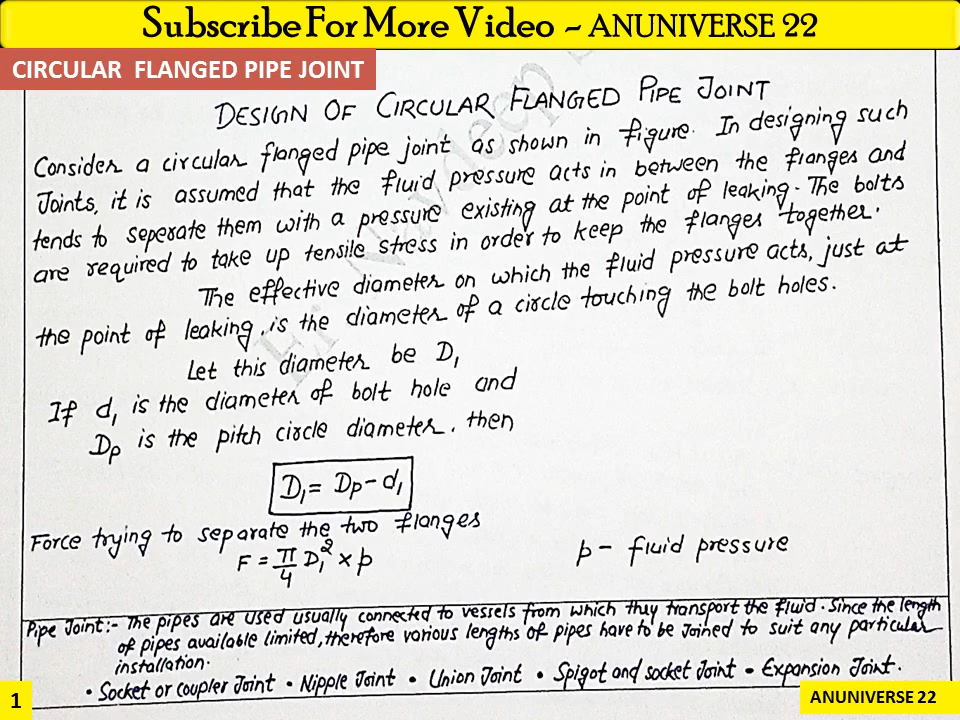 Subscribe For More Video ~ ANUNIVERSE 22
CIRCULAR FLANGED PIPE JOINT
DESIGN OF CIRCULAR FLANGED PIPE JOINT
Consider a circular flanged pipe joint as shown in figure. In designing such
Joints, it is assumed that the fluid pressure acts in between the flanges and
tends to seperate them with a pressure existing at the point of leaking. The bolts
are required to take up tensile stress in order to keep the flanges together.
The effective diameter on which the fluid pressure acts, just at
the point of leaking, is the diameter of a circle touching the bolt holes.
Let this diameter be D₁
If d₁ is the diameter of bolt hole and
Dp is the pitch circle diameter, then
D₁ = Dp - d₁
Force trying to separate the two flanges
F = π/4 D₁² × p
p - fluid pressure
Pipe Joint:- The pipes are used usually connected to vessels from which they transport the fluid. Since the length
of pipes available limited, therefore various lengths of pipes have to be joined to suit any particular
installation.
• Socket or coupler Joint • Nipple Joint • Union Joint • Spigot and socket Joint • Expansion Joint.
1
ANUNIVERSE 22